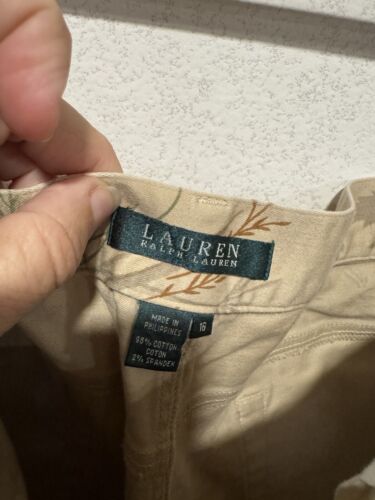 LAUREN
RALPH LAUREN
MADE IN
PHILIPPINES
16
98% COTTON
COTON
2% SPANDEX